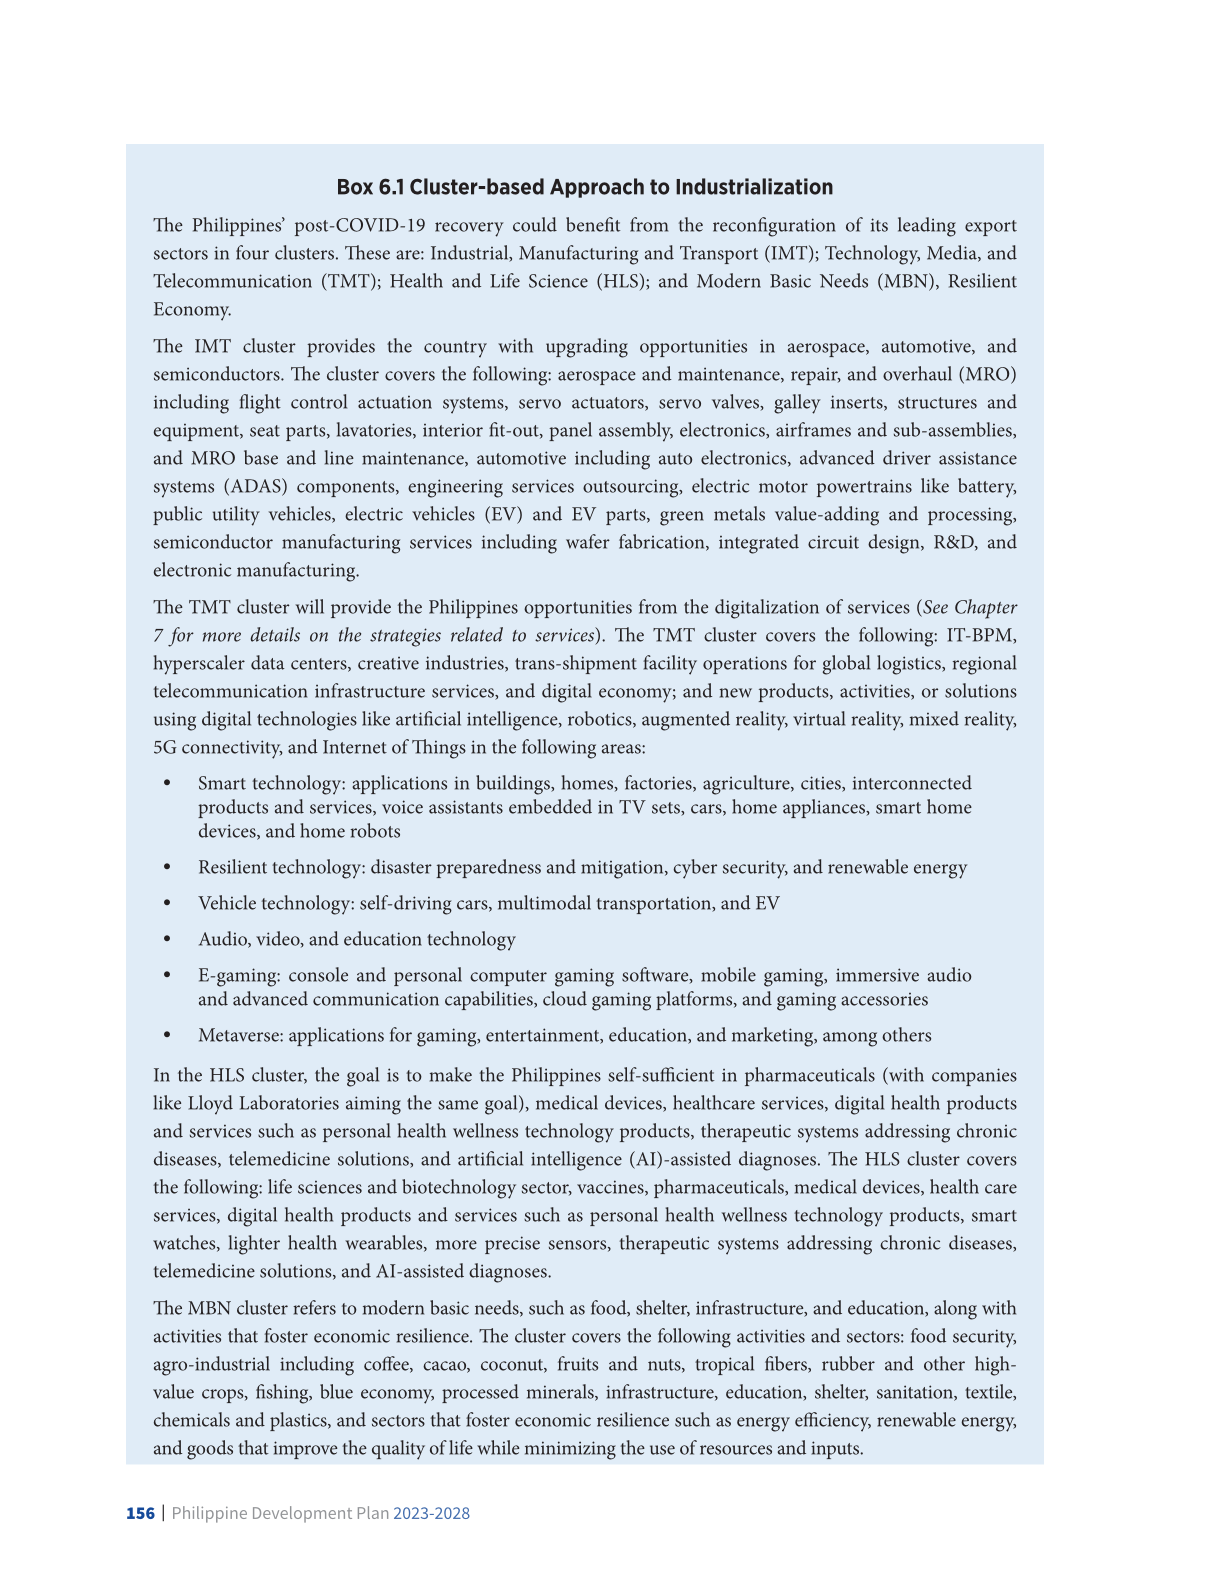 Box 6.1 Cluster-based Approach to Industrialization
The Philippines’ post-COVID-19 recovery could benefit from the reconfiguration of its leading export
sectors in four clusters. These are: Industrial, Manufacturing and Transport (IMT); Technology, Media, and
Telecommunication (TMT); Health and Life Science (HLS); and Modern Basic Needs (MBN), Resilient
Economy.
The IMT cluster provides the country with upgrading opportunities in aerospace, automotive, and
semiconductors. The cluster covers the following: aerospace and maintenance, repair, and overhaul (MRO)
including flight control actuation systems, servo actuators, servo valves, galley inserts, structures and
equipment, seat parts, lavatories, interior fit-out, panel assembly, electronics, airframes and sub-assemblies,
and MRO base and line maintenance, automotive including auto electronics, advanced driver assistance
systems (ADAS) components, engineering services outsourcing, electric motor powertrains like battery,
public utility vehicles, electric vehicles (EV) and EV parts, green metals value-adding and processing,
semiconductor manufacturing services including wafer fabrication, integrated circuit design, R&D, and
electronic manufacturing.
The TMT cluster will provide the Philippines opportunities from the digitalization of services (See Chapter
7 for more details on the strategies related to services). The TMT cluster covers the following: IT-BPM,
hyperscaler data centers, creative industries, trans-shipment facility operations for global logistics, regional
telecommunication infrastructure services, and digital economy; and new products, activities, or solutions
using digital technologies like artificial intelligence, robotics, augmented reality, virtual reality, mixed reality,
5G connectivity, and Internet of Things in the following areas:
• Smart technology: applications in buildings, homes, factories, agriculture, cities, interconnected
products and services, voice assistants embedded in TV sets, cars, home appliances, smart home
devices, and home robots
• Resilient technology: disaster preparedness and mitigation, cyber security, and renewable energy
• Vehicle technology: self-driving cars, multimodal transportation, and EV
• Audio, video, and education technology
• E-gaming: console and personal computer gaming software, mobile gaming, immersive audio
and advanced communication capabilities, cloud gaming platforms, and gaming accessories
• Metaverse: applications for gaming, entertainment, education, and marketing, among others
In the HLS cluster, the goal is to make the Philippines self-sufficient in pharmaceuticals (with companies
like Lloyd Laboratories aiming the same goal), medical devices, healthcare services, digital health products
and services such as personal health wellness technology products, therapeutic systems addressing chronic
diseases, telemedicine solutions, and artificial intelligence (AI)-assisted diagnoses. The HLS cluster covers
the following: life sciences and biotechnology sector, vaccines, pharmaceuticals, medical devices, health care
services, digital health products and services such as personal health wellness technology products, smart
watches, lighter health wearables, more precise sensors, therapeutic systems addressing chronic diseases,
telemedicine solutions, and AI-assisted diagnoses.
The MBN cluster refers to modern basic needs, such as food, shelter, infrastructure, and education, along with
activities that foster economic resilience. The cluster covers the following activities and sectors: food security,
agro-industrial including coffee, cacao, coconut, fruits and nuts, tropical fibers, rubber and other high-
value crops, fishing, blue economy, processed minerals, infrastructure, education, shelter, sanitation, textile,
chemicals and plastics, and sectors that foster economic resilience such as energy efficiency, renewable energy,
and goods that improve the quality of life while minimizing the use of resources and inputs.
156 | Philippine Development Plan 2023-2028